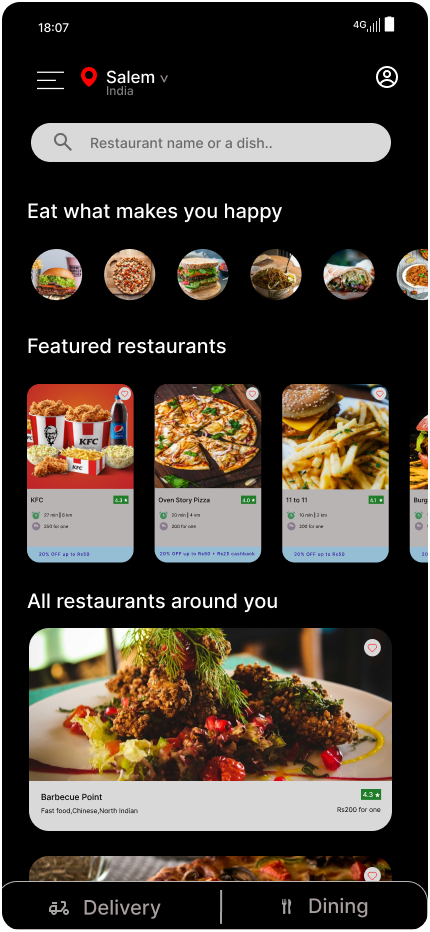 18:07
4G
Salem
India
Restaurant name or a dish..
Eat what makes you happy
Featured restaurants
KFC
KFC
KFC 4.3
27 min | 6 km
250 for one
20% OFF up to Rs50
Oven Story Pizza 4.0
20 min | 4 km
200 for one
20% OFF up to Rs50 + Rs25 cashback
11 to 11 4.1
10 min | 2 km
200 for one
20% OFF up to Rs50
Burg
20%
All restaurants around you
Barbecue Point 4.3
Fast food,Chinese,North Indian Rs200 for one
Delivery Dining